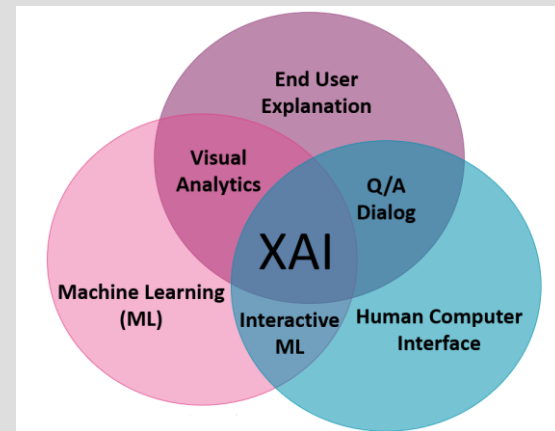 End User
Explanation
Visual
Analytics
Q/A
Dialog
XAI
Machine Learning
(ML)
Interactive
ML
Human Computer
Interface